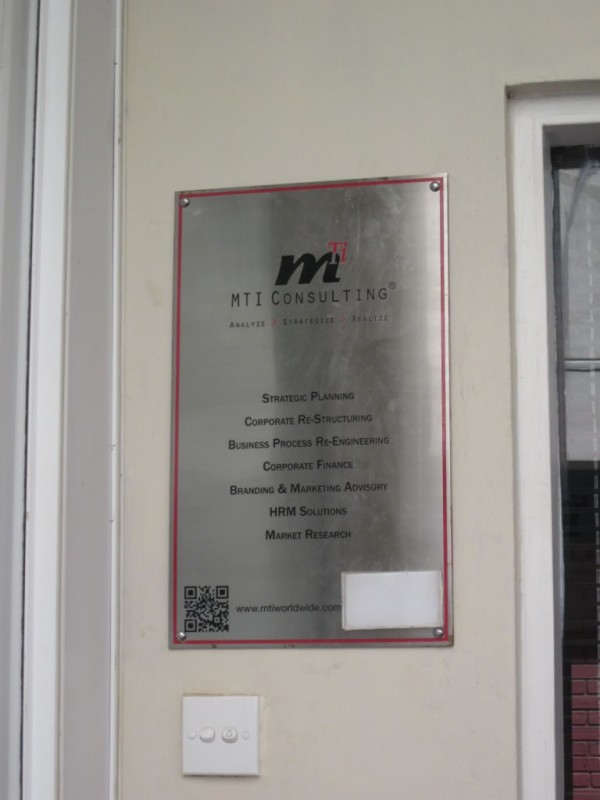 mTi
MTI CONSULTING®
ANALYZE > STRATEGIZE > REALIZE
STRATEGIC PLANNING
CORPORATE RE-STRUCTURING
BUSINESS PROCESS RE-ENGINEERING
CORPORATE FINANCE
BRANDING & MARKETING ADVISORY
HRM SOLUTIONS
MARKET RESEARCH
www.mtiworldwide.com